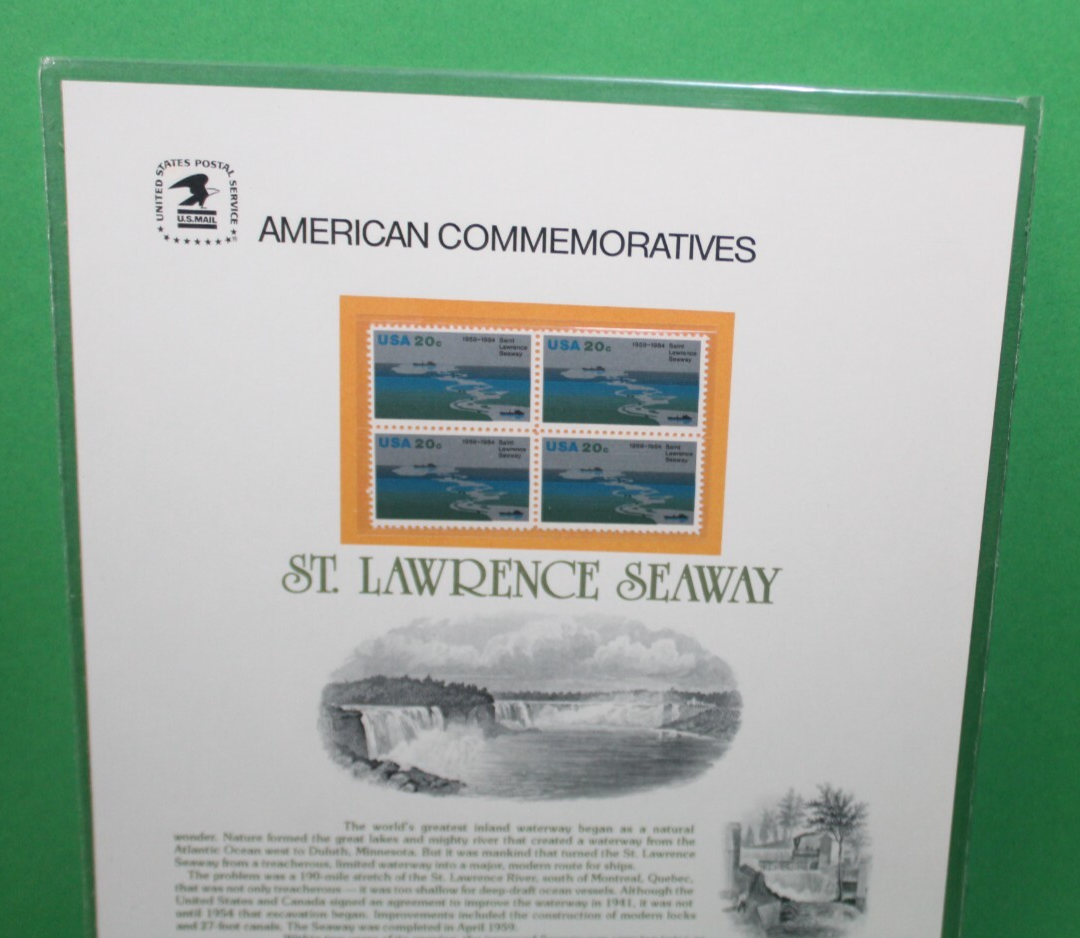 UNITED STATES POSTAL SERVICE
U.S.MAIL
AMERICAN COMMEMORATIVES
USA 20c 1959-1984 Saint
Lawrence
Seaway
USA 20c 1959-1984 Saint
Lawrence
Seaway
USA 20c 1959-1984 Saint
Lawrence
Seaway
USA 20c 1959-1984 Saint
Lawrence
Seaway
ST. LAWRENCE SEAWAY
The world's greatest inland waterway began as a natural
wonder. Nature formed the great lakes and mighty river that created a waterway from the
Atlantic Ocean west to Duluth, Minnesota. But it was mankind that turned the St. Lawrence
Seaway from a treacherous, limited waterway into a major, modern route for ships.
The problem was a 190-mile stretch of the St. Lawrence River, south of Montreal, Quebec,
that was not only treacherous — it was too shallow for deep-draft ocean vessels. Although the
United States and Canada signed an agreement to improve the waterway in 1941, it was not
until 1954 that excavation began. Improvements included the construction of modern locks
and 27-foot canals. The Seaway was completed in April 1959.